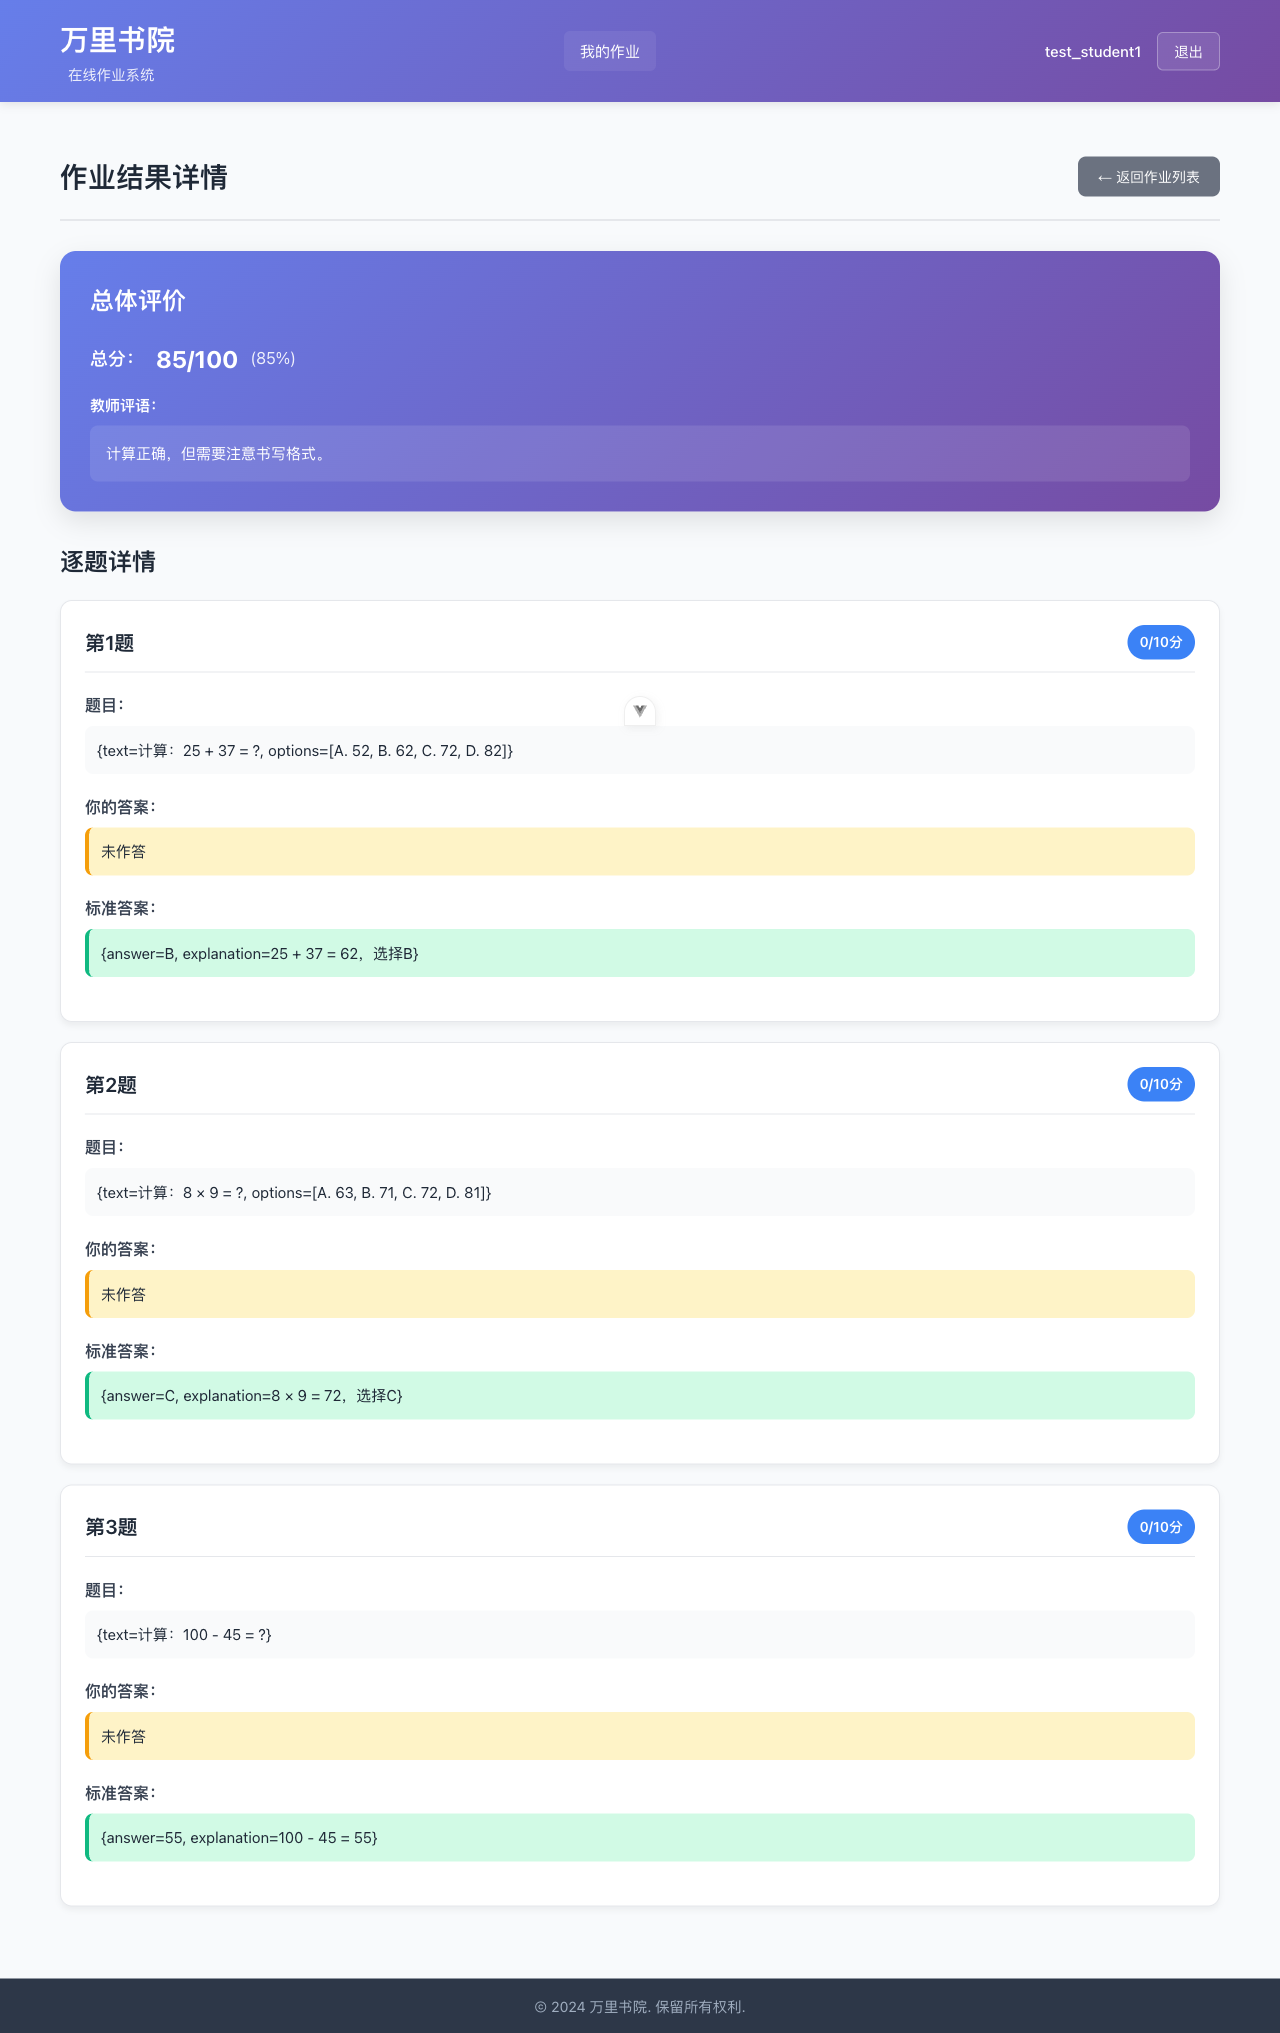 万里书院
在线作业系统
我的作业
test_student1
退出
作业结果详情
← 返回作业列表
总体评价
总分： 85/100 (85%)
教师评语：
计算正确，但需要注意书写格式。
逐题详情
第1题
0/10分
题目：
{text=计算：25 + 37 = ?, options=[A. 52, B. 62, C. 72, D. 82]}
你的答案：
未作答
标准答案：
{answer=B, explanation=25 + 37 = 62，选择B}
第2题
0/10分
题目：
{text=计算：8 × 9 = ?, options=[A. 63, B. 71, C. 72, D. 81]}
你的答案：
未作答
标准答案：
{answer=C, explanation=8 × 9 = 72，选择C}
第3题
0/10分
题目：
{text=计算：100 - 45 = ?}
你的答案：
未作答
标准答案：
{answer=55, explanation=100 - 45 = 55}
© 2024 万里书院. 保留所有权利.